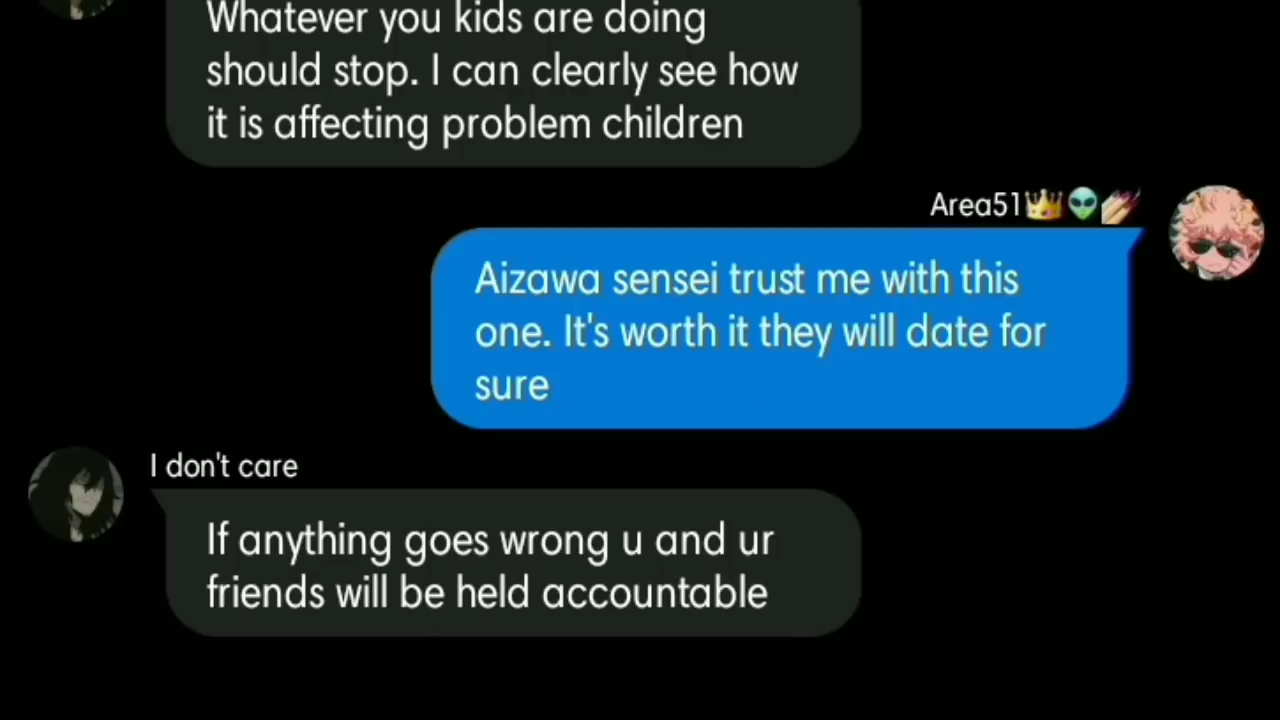 Whatever you kids are doing
should stop. I can clearly see how
it is affecting problem children
Area51👑👽💅
Aizawa sensei trust me with this
one. It's worth it they will date for
sure
I don't care
If anything goes wrong u and ur
friends will be held accountable